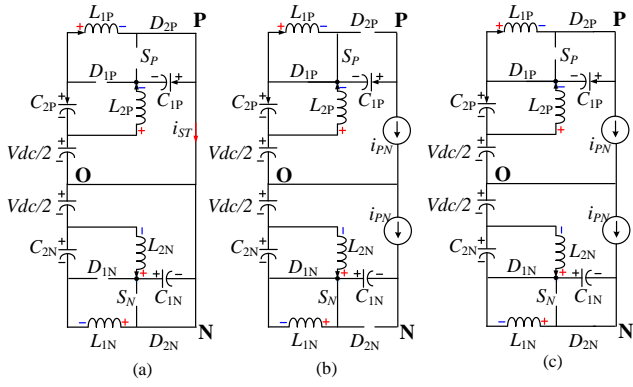 L1P D2P P
SP
D1P
C1P
C2P
L2P
iST
Vdc/2
O
Vdc/2
C2N
L2N
D1N
SN
C1N
N
L1N D2N
(a)
L1P D2P P
SP
D1P
C1P
C2P
L2P
iPN
Vdc/2
O
Vdc/2
iPN
C2N
L2N
D1N
SN
C1N
N
L1N D2N
(b)
L1P D2P P
SP
D1P
C1P
C2P
L2P
iPN
Vdc/2
O
Vdc/2
iPN
C2N
L2N
D1N
SN
C1N
N
L1N D2N
(c)